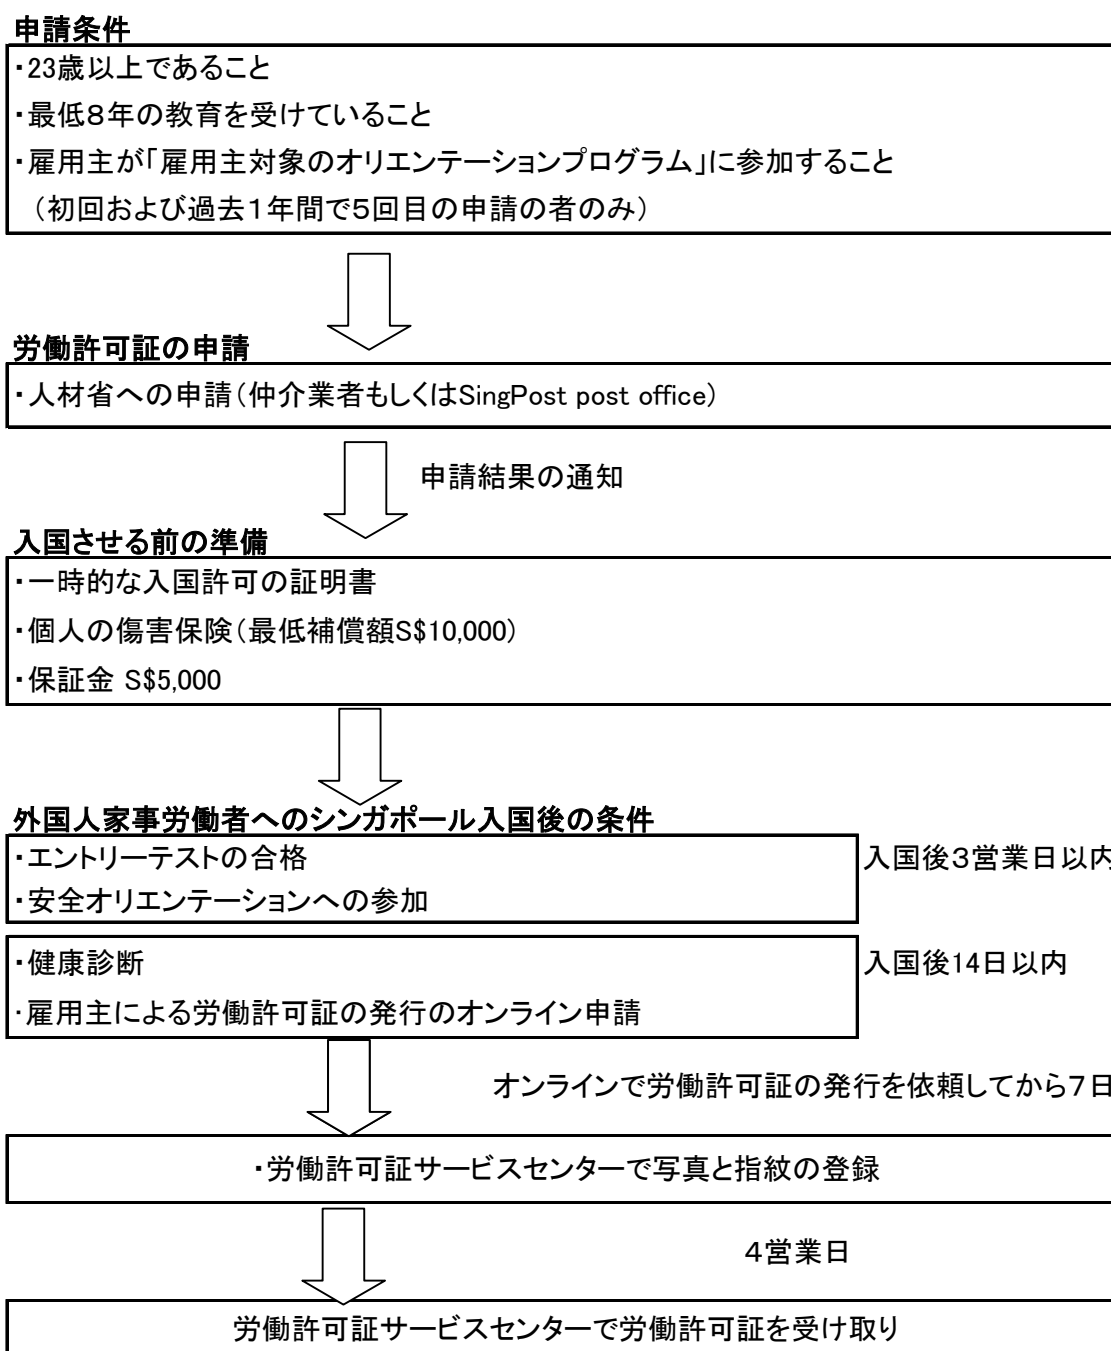 申請条件
・23歳以上であること
・最低８年の教育を受けていること
・雇用主が「雇用主対象のオリエンテーションプログラム」に参加すること
（初回および過去１年間で５回目の申請の者のみ）
労働許可証の申請
・人材省への申請（仲介業者もしくはSingPost post office）
申請結果の通知
入国させる前の準備
・一時的な入国許可の証明書
・個人の傷害保険（最低補償額S$10,000）
・保証金 S$5,000
外国人家事労働者へのシンガポール入国後の条件
・エントリーテストの合格
入国後３営業日以内
・安全オリエンテーションへの参加
・健康診断
入国後14日以内
・雇用主による労働許可証の発行のオンライン申請
オンラインで労働許可証の発行を依頼してから７日
・労働許可証サービスセンターで写真と指紋の登録
４営業日
労働許可証サービスセンターで労働許可証を受け取り